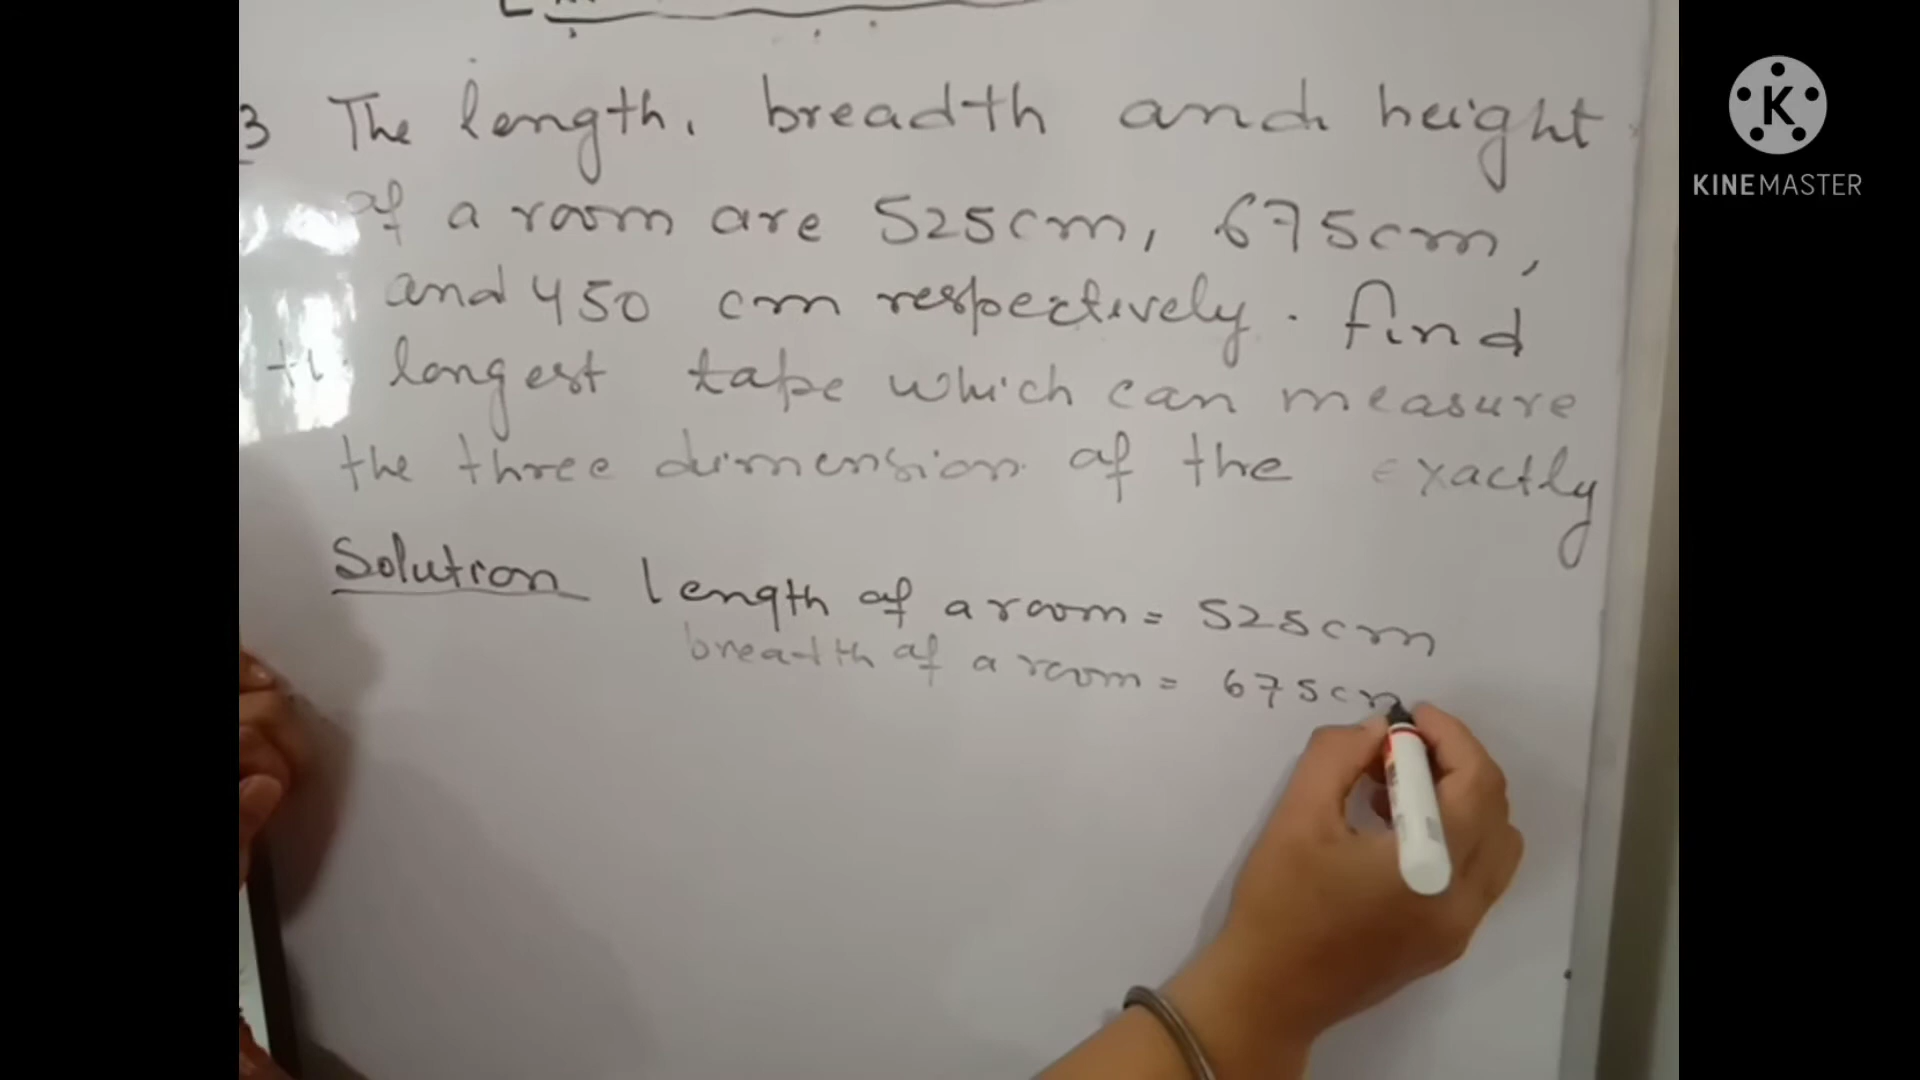 3 The length, breadth and height
of a room are 525cm, 675cm,
and 450 cm respectively. find
longest tape which can measure
the three dimension of the exactly
Solution length of a room = 525cm
breadth of a room = 675cm
K
KINEMASTER